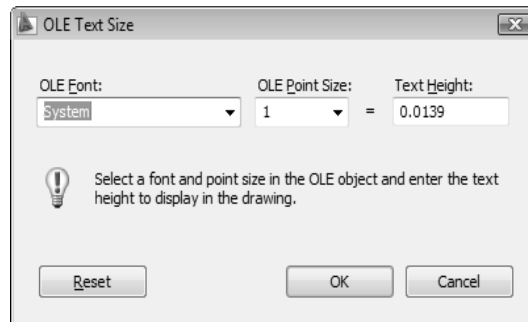 OLE Text Size
OLE Font: OLE Point Size: Text Height:
System 1 = 0.0139
Select a font and point size in the OLE object and enter the text
height to display in the drawing.
Reset OK Cancel